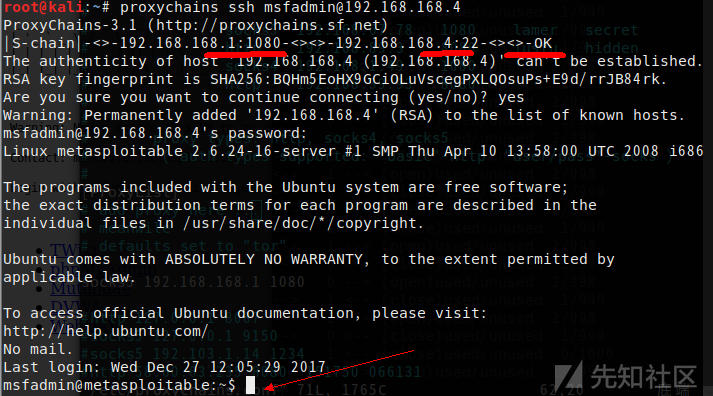 root@kali:~# proxychains ssh msfadmin@192.168.168.4
ProxyChains-3.1 (http://proxychains.sf.net)
|S-chain|-<>-192.168.168.1:1080-<><>-192.168.168.4:22-<><>-OK
The authenticity of host '192.168.168.4 (192.168.168.4)' can't be established.
RSA key fingerprint is SHA256:BQHm5EoHX9GCiOLuVscegPXLQOsuPs+E9d/rrJB84rk.
Are you sure you want to continue connecting (yes/no)? yes
Warning: Permanently added '192.168.168.4' (RSA) to the list of known hosts.
msfadmin@192.168.168.4's password:
Linux metasploitable 2.6.24-16-server #1 SMP Thu Apr 10 13:58:00 UTC 2008 i686
The programs included with the Ubuntu system are free software;
the exact distribution terms for each program are described in the
individual files in /usr/share/doc/*/copyright.
# defaults set to "tor"
Ubuntu comes with ABSOLUTELY NO WARRANTY, to the extent permitted by
applicable law.
To access official Ubuntu documentation, please visit:
http://help.ubuntu.com/
No mail.
Last login: Wed Dec 27 12:05:29 2017
msfadmin@metasploitable:~$
先知社区